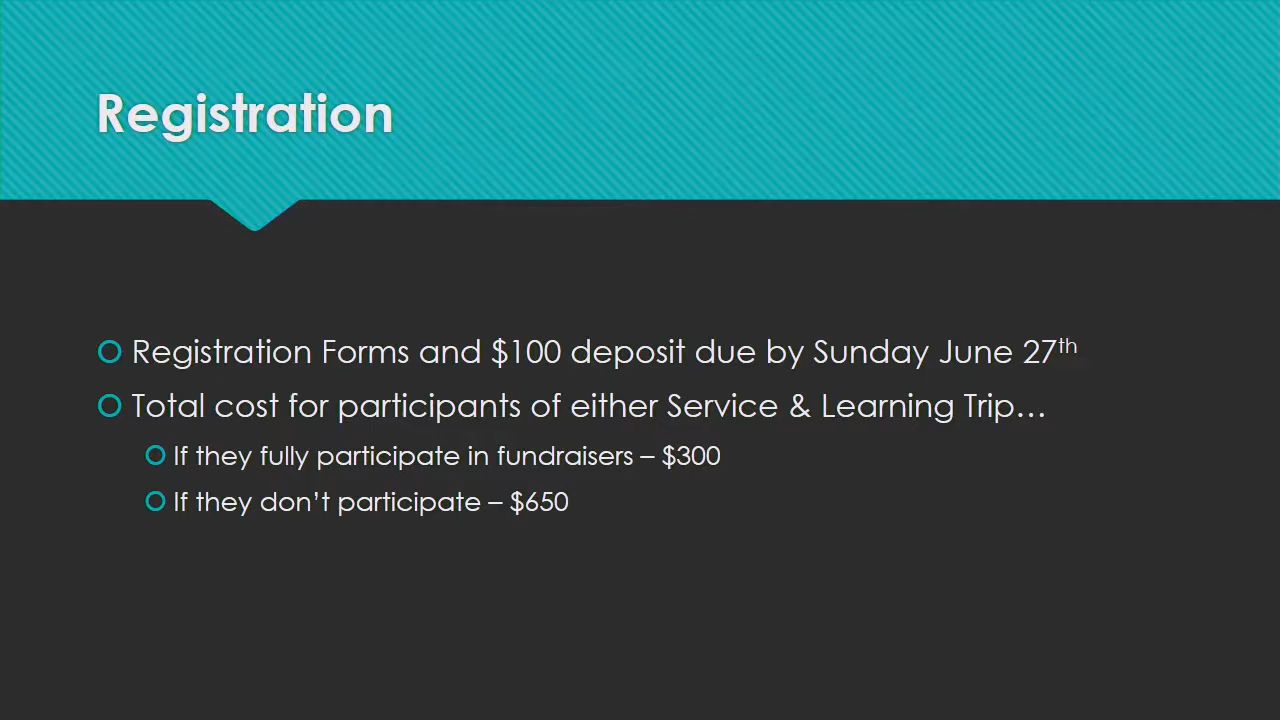 Registration
Registration Forms and $100 deposit due by Sunday June 27th
Total cost for participants of either Service & Learning Trip…
If they fully participate in fundraisers – $300
If they don’t participate – $650